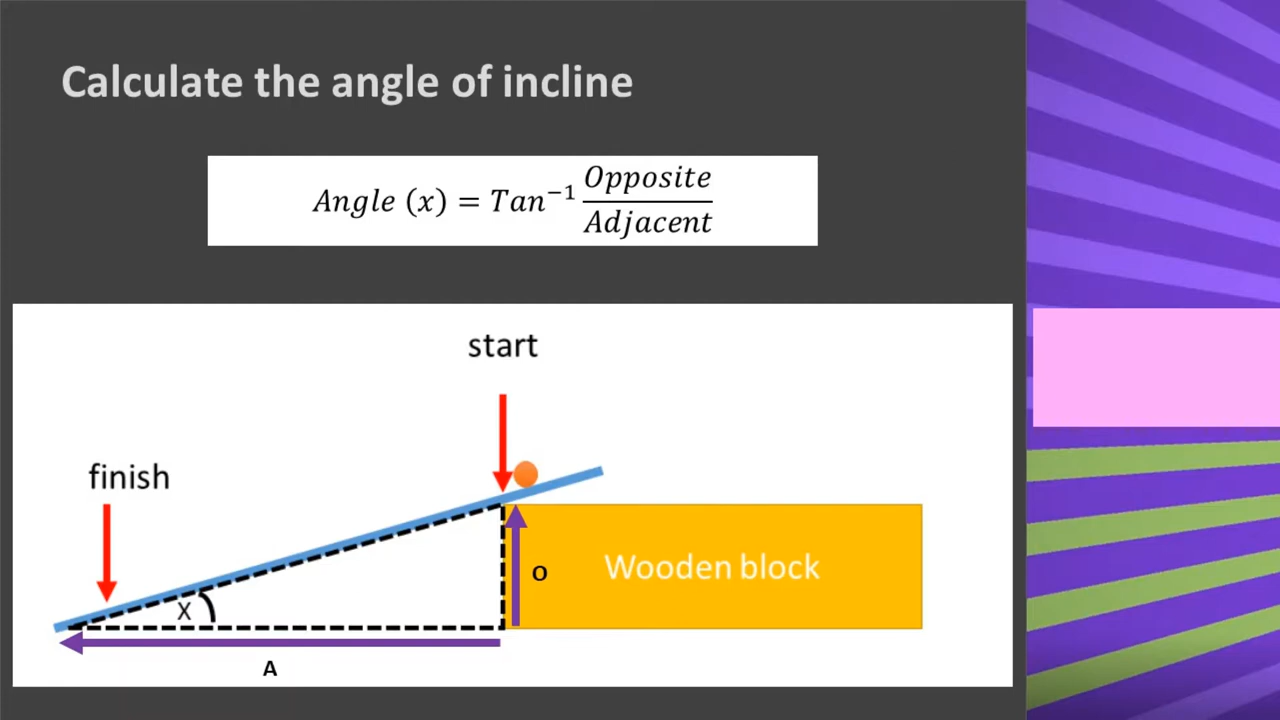 Calculate the angle of incline
Angle (x) = Tan⁻¹ Opposite/Adjacent
start
finish
X
O
Wooden block
A